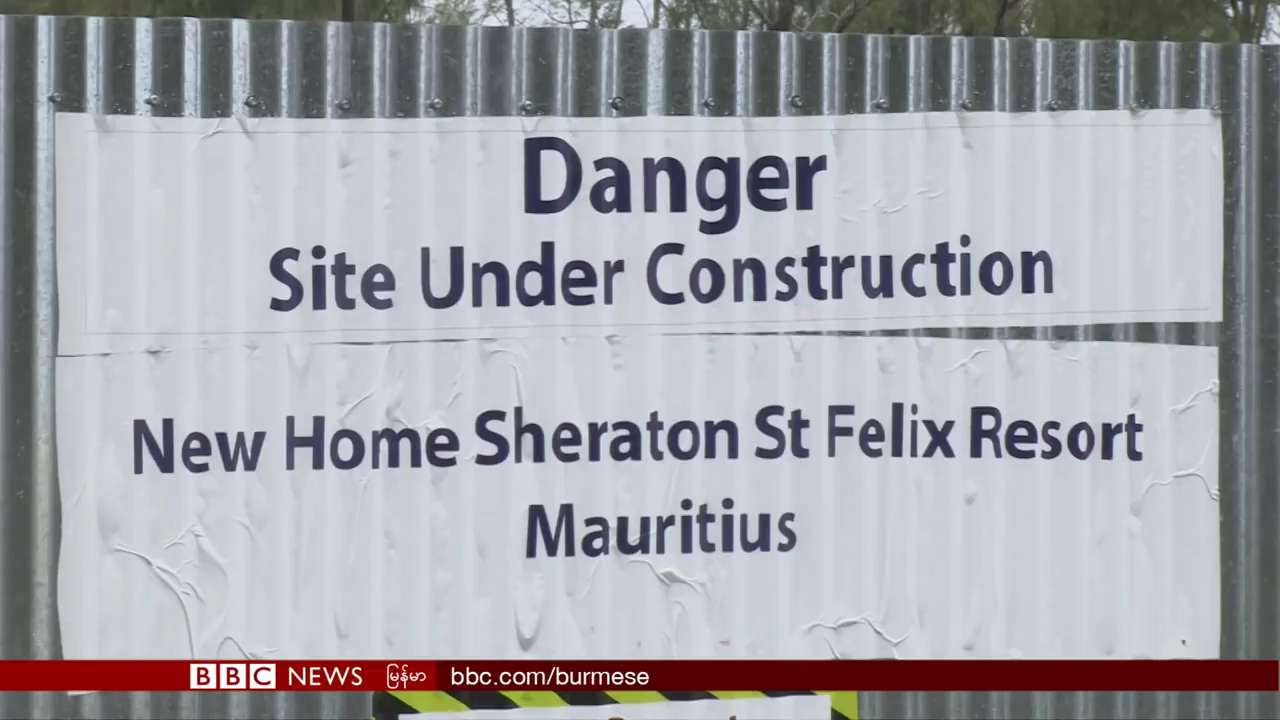 Danger
Site Under Construction
New Home Sheraton St Felix Resort
Mauritius
BBC NEWS မြန်မာ bbc.com/burmese